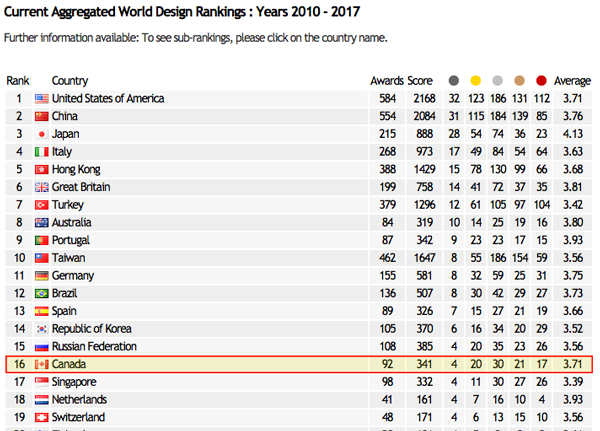 Current Aggregated World Design Rankings : Years 2010 - 2017
Further information available: To see sub-rankings, please click on the country name.
Rank Country Awards Score Average
1 United States of America 584 2168 32 123 186 131 112 3.71
2 China 554 2084 31 115 184 139 85 3.76
3 Japan 215 888 28 54 74 36 23 4.13
4 Italy 268 973 17 49 84 54 64 3.63
5 Hong Kong 388 1429 15 78 130 99 66 3.68
6 Great Britain 199 758 14 41 72 37 35 3.81
7 Turkey 379 1296 12 61 105 97 104 3.42
8 Australia 84 319 10 14 25 19 16 3.80
9 Portugal 87 342 9 23 23 17 15 3.93
10 Taiwan 462 1647 8 55 186 154 59 3.56
11 Germany 155 581 8 32 59 25 31 3.75
12 Brazil 136 507 8 30 42 29 27 3.73
13 Spain 89 326 7 15 27 21 19 3.66
14 Republic of Korea 105 370 6 16 34 20 29 3.52
15 Russian Federation 108 385 4 20 35 23 26 3.56
16 Canada 92 341 4 20 30 21 17 3.71
17 Singapore 98 332 4 11 30 27 26 3.39
18 Netherlands 41 161 4 7 16 10 4 3.93
19 Switzerland 48 171 4 6 13 15 10 3.56